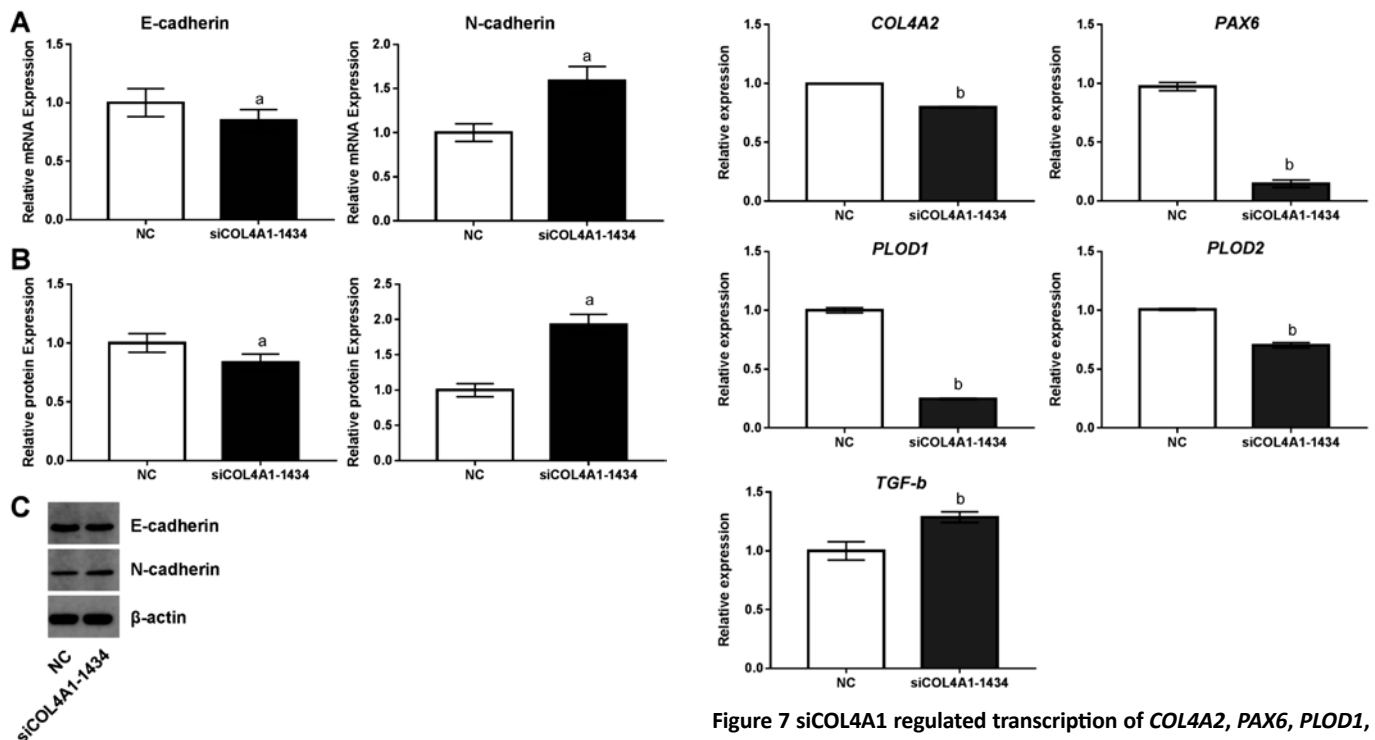 A
E-cadherin
Relative mRNA Expression
1.5
1.0
0.5
0.0
a
NC
siCOL4A1-1434
N-cadherin
Relative mRNA Expression
2.0
1.5
1.0
0.5
0.0
a
NC
siCOL4A1-1434
B
Relative protein Expression
1.5
1.0
0.5
0.0
a
NC
siCOL4A1-1434
Relative protein Expression
2.5
2.0
1.5
1.0
0.5
0.0
a
NC
siCOL4A1-1434
C
E-cadherin
N-cadherin
β-actin
NC
siCOL4A1-1434
COL4A2
Relative expression
1.5
1.0
0.5
0.0
b
NC
siCOL4A1-1434
PAX6
Relative expression
1.5
1.0
0.5
0.0
b
NC
siCOL4A1-1434
PLOD1
Relative expression
1.5
1.0
0.5
0.0
b
NC
siCOL4A1-1434
PLOD2
Relative expression
1.5
1.0
0.5
0.0
b
NC
siCOL4A1-1434
TGF-b
Relative expression
1.5
1.0
0.5
0.0
b
NC
siCOL4A1-1434
Figure 7 siCOL4A1 regulated transcription of COL4A2, PAX6, PLOD1,